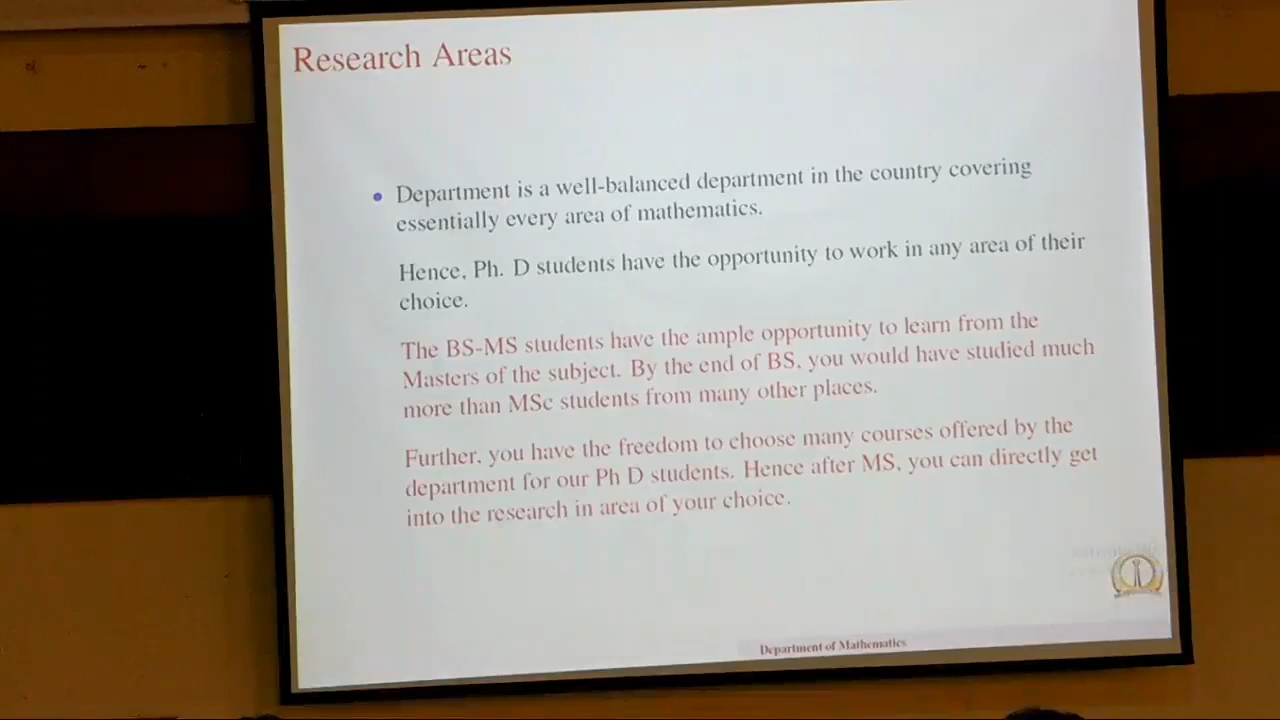 Research Areas
Department is a well-balanced department in the country covering
essentially every area of mathematics.
Hence, Ph. D students have the opportunity to work in any area of their
choice.
The BS-MS students have the ample opportunity to learn from the
Masters of the subject. By the end of BS, you would have studied much
more than MSc students from many other places.
Further, you have the freedom to choose many courses offered by the
department for our Ph D students. Hence after MS, you can directly get
into the research in area of your choice.
Department of Mathematics